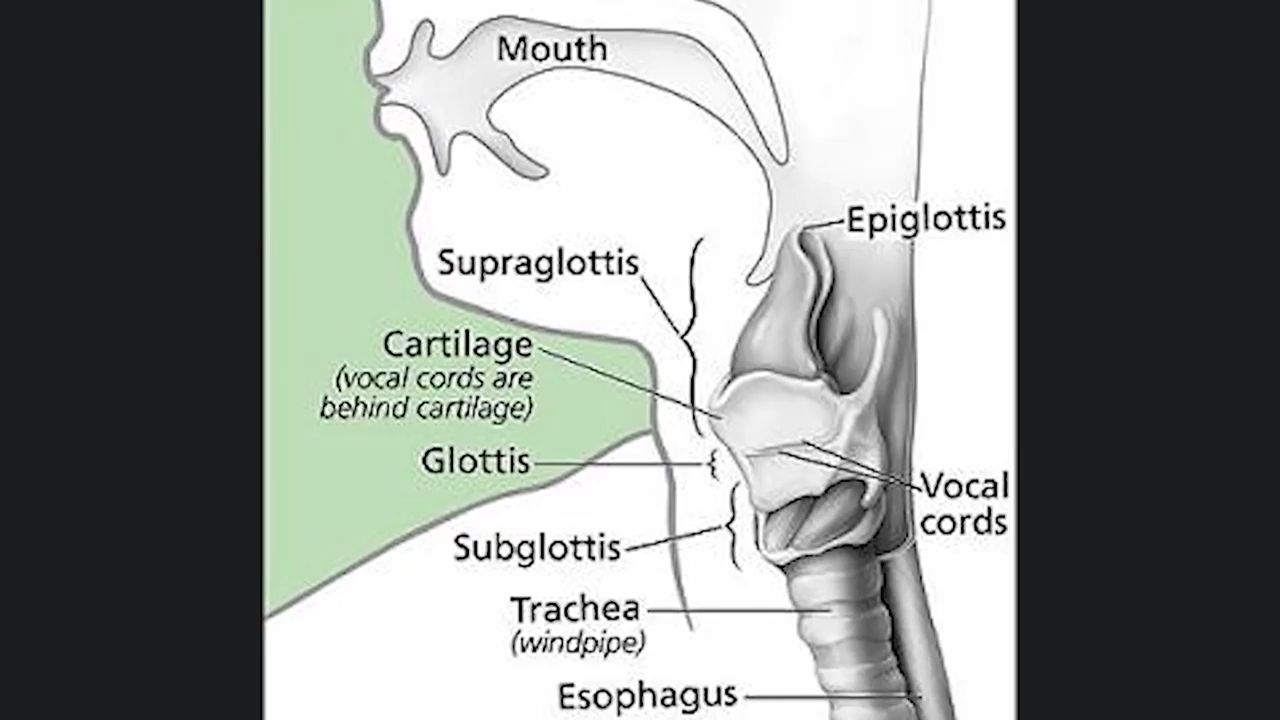 Mouth
Epiglottis
Supraglottis
Cartilage
(vocal cords are
behind cartilage)
Glottis
Vocal
cords
Subglottis
Trachea
(windpipe)
Esophagus